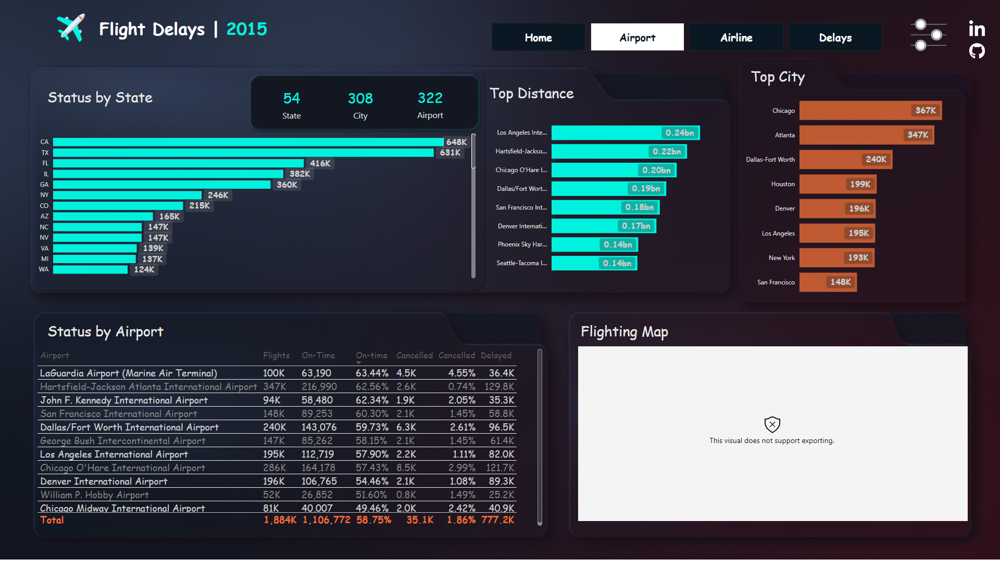 Flight Delays | 2015
Home
Airport
Airline
Delays
in
Status by State
54
State
308
City
322
Airport
CA 648K
TX 631K
FL 416K
IL 382K
GA 360K
NY 246K
CO 215K
AZ 165K
NC 147K
NV 147K
VA 139K
MI 137K
WA 124K
Top Distance
Los Angeles Inte... 0.24bn
Hartsfield-Jackso... 0.22bn
Chicago O'Hare I... 0.20bn
Dallas/Fort Wort... 0.19bn
San Francisco Int... 0.18bn
Denver Internati... 0.17bn
Phoenix Sky Har... 0.14bn
Seattle-Tacoma I... 0.14bn
Top City
Chicago 367K
Atlanta 347K
Dallas-Fort Worth 240K
Houston 199K
Denver 196K
Los Angeles 195K
New York 193K
San Francisco 148K
Status by Airport
Airport Flights On-Time On-time Cancelled Cancelled Delayed
LaGuardia Airport (Marine Air Terminal) 100K 63,190 63.44% 4.5K 4.55% 36.4K
Hartsfield-Jackson Atlanta International Airport 347K 216,990 62.56% 2.6K 0.74% 129.8K
John F. Kennedy International Airport 94K 58,480 62.34% 1.9K 2.05% 35.3K
San Francisco International Airport 148K 89,253 60.30% 2.1K 1.45% 58.8K
Dallas/Fort Worth International Airport 240K 143,076 59.73% 6.3K 2.61% 96.5K
George Bush Intercontinental Airport 147K 85,262 58.15% 2.1K 1.45% 61.4K
Los Angeles International Airport 195K 112,719 57.90% 2.2K 1.11% 82.0K
Chicago O'Hare International Airport 286K 164,178 57.43% 8.5K 2.99% 121.7K
Denver International Airport 196K 106,765 54.46% 2.1K 1.08% 89.3K
William P. Hobby Airport 52K 26,852 51.60% 0.8K 1.49% 25.2K
Chicago Midway International Airport 81K 40,007 49.46% 2.0K 2.42% 40.9K
Total 1,884K 1,106,772 58.75% 35.1K 1.86% 777.2K
Flighting Map
This visual does not support exporting.